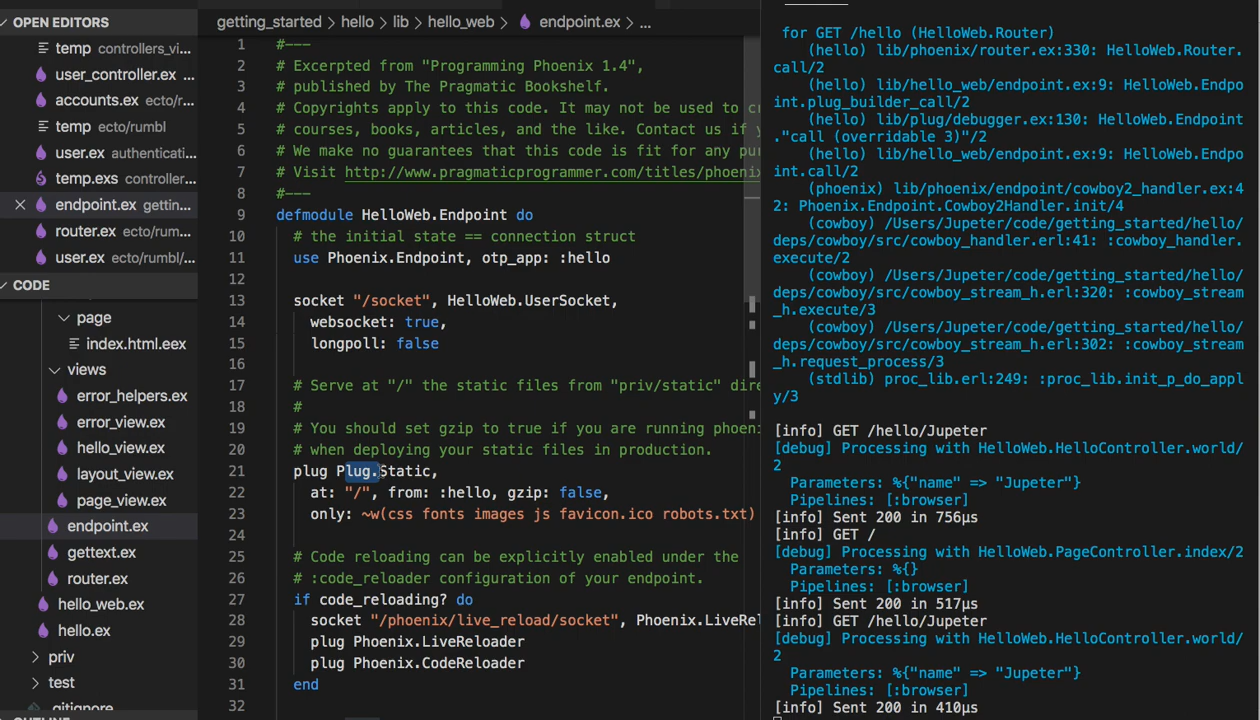 OPEN EDITORS
temp controllers_vi...
user_controller.ex ...
accounts.ex ecto/r...
temp ecto/rumbl
user.ex authenticati...
temp.exs controller...
endpoint.ex gettin...
router.ex ecto/rum...
user.ex ecto/rumbl/...
CODE
page
index.html.eex
views
error_helpers.ex
error_view.ex
hello_view.ex
layout_view.ex
page_view.ex
endpoint.ex
gettext.ex
router.ex
hello_web.ex
hello.ex
priv
test
.gitignore
OUTLINE
getting_started > hello > lib > hello_web > endpoint.ex > ...
1 #---
2 # Excerpted from "Programming Phoenix 1.4",
3 # published by The Pragmatic Bookshelf.
4 # Copyrights apply to this code. It may not be used to cr
5 # courses, books, articles, and the like. Contact us if y
6 # We make no guarantees that this code is fit for any pur
7 # Visit http://www.pragmaticprogrammer.com/titles/phoenix
8 #---
9 defmodule HelloWeb.Endpoint do
10 # the initial state == connection struct
11 use Phoenix.Endpoint, otp_app: :hello
12
13 socket "/socket", HelloWeb.UserSocket,
14 websocket: true,
15 longpoll: false
16
17 # Serve at "/" the static files from "priv/static" dire
18 #
19 # You should set gzip to true if you are running phoeni
20 # when deploying your static files in production.
21 plug Plug.Static,
22 at: "/", from: :hello, gzip: false,
23 only: ~w(css fonts images js favicon.ico robots.txt)
24
25 # Code reloading can be explicitly enabled under the
26 # :code_reloader configuration of your endpoint.
27 if code_reloading? do
28 socket "/phoenix/live_reload/socket", Phoenix.LiveRel
29 plug Phoenix.LiveReloader
30 plug Phoenix.CodeReloader
31 end
32
for GET /hello (HelloWeb.Router)
(hello) lib/phoenix/router.ex:330: HelloWeb.Router.
call/2
(hello) lib/hello_web/endpoint.ex:9: HelloWeb.Endpo
int.plug_builder_call/2
(hello) lib/plug/debugger.ex:130: HelloWeb.Endpoint
."call (overridable 3)"/2
(hello) lib/hello_web/endpoint.ex:9: HelloWeb.Endpo
int.call/2
(phoenix) lib/phoenix/endpoint/cowboy2_handler.ex:4
2: Phoenix.Endpoint.Cowboy2Handler.init/4
(cowboy) /Users/Jupeter/code/getting_started/hello/
deps/cowboy/src/cowboy_handler.erl:41: :cowboy_handler.
execute/2
(cowboy) /Users/Jupeter/code/getting_started/hello/
deps/cowboy/src/cowboy_stream_h.erl:320: :cowboy_stream
_h.execute/3
(cowboy) /Users/Jupeter/code/getting_started/hello/
deps/cowboy/src/cowboy_stream_h.erl:302: :cowboy_stream
_h.request_process/3
(stdlib) proc_lib.erl:249: :proc_lib.init_p_do_appl
y/3
[info] GET /hello/Jupeter
[debug] Processing with HelloWeb.HelloController.world/
2
Parameters: %{"name" => "Jupeter"}
Pipelines: [:browser]
[info] Sent 200 in 756µs
[info] GET /
[debug] Processing with HelloWeb.PageController.index/2
Parameters: %{}
Pipelines: [:browser]
[info] Sent 200 in 517µs
[info] GET /hello/Jupeter
[debug] Processing with HelloWeb.HelloController.world/
2
Parameters: %{"name" => "Jupeter"}
Pipelines: [:browser]
[info] Sent 200 in 410µs